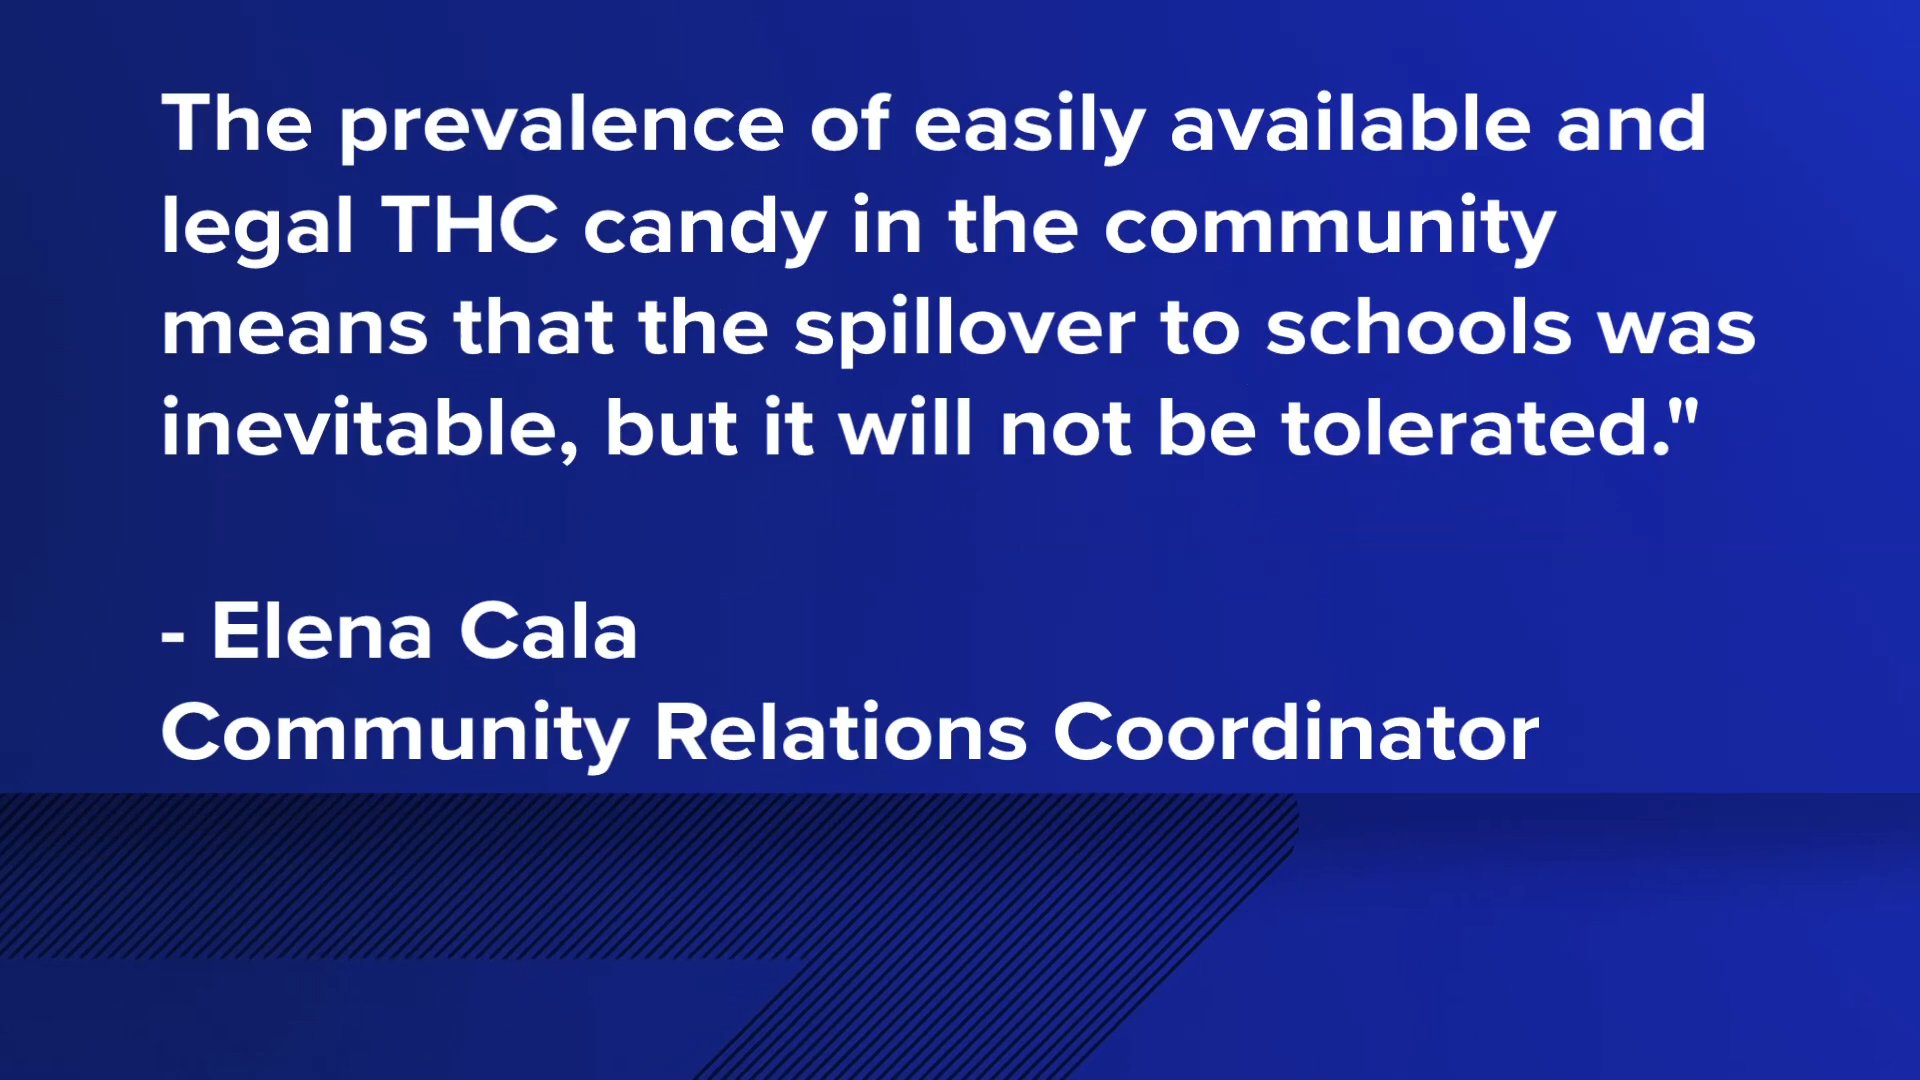 The prevalence of easily available and
legal THC candy in the community
means that the spillover to schools was
inevitable, but it will not be tolerated."
- Elena Cala
Community Relations Coordinator